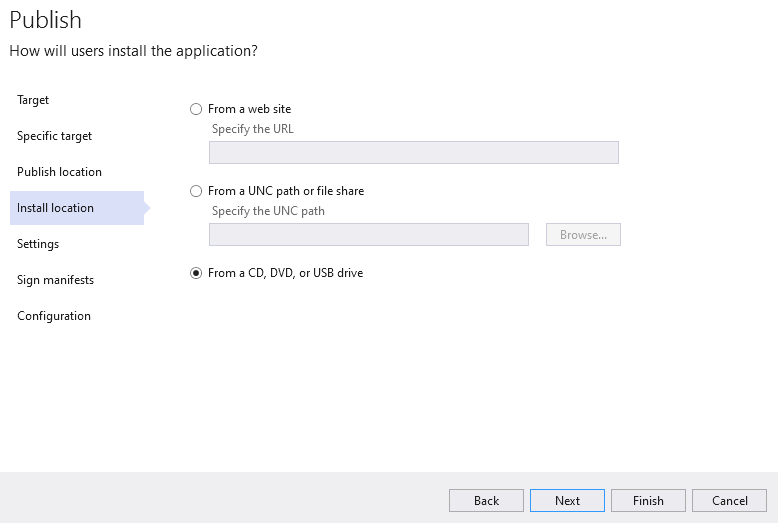 Publish
How will users install the application?
Target
Specific target
Publish location
Install location
Settings
Sign manifests
Configuration
From a web site
Specify the URL
From a UNC path or file share
Specify the UNC path
Browse...
From a CD, DVD, or USB drive
Back
Next
Finish
Cancel